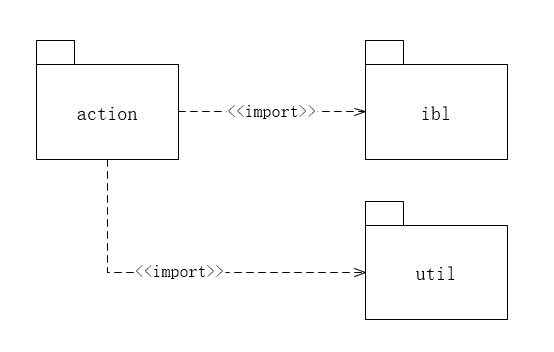 action
<<import>>
ibl
<<import>>
util